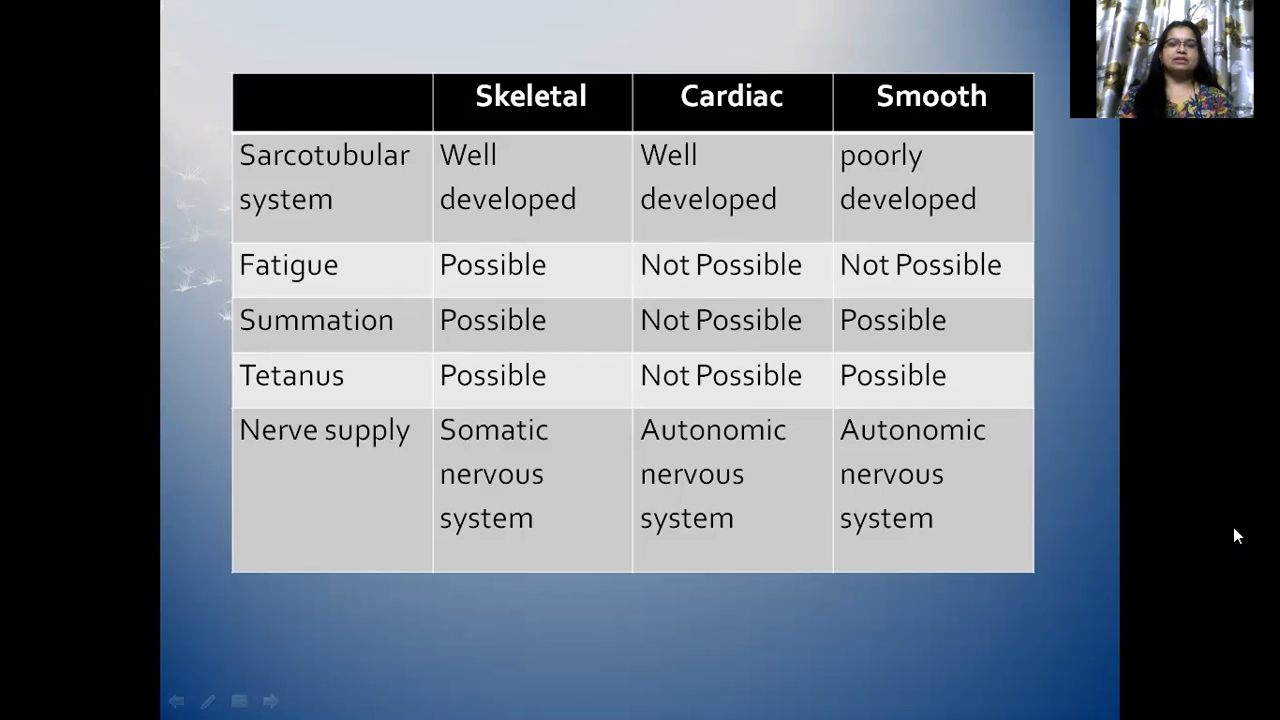 Skeletal Cardiac Smooth
Sarcotubular Well Well poorly
system developed developed developed
Fatigue Possible Not Possible Not Possible
Summation Possible Not Possible Possible
Tetanus Possible Not Possible Possible
Nerve supply Somatic Autonomic Autonomic
nervous nervous nervous
system system system